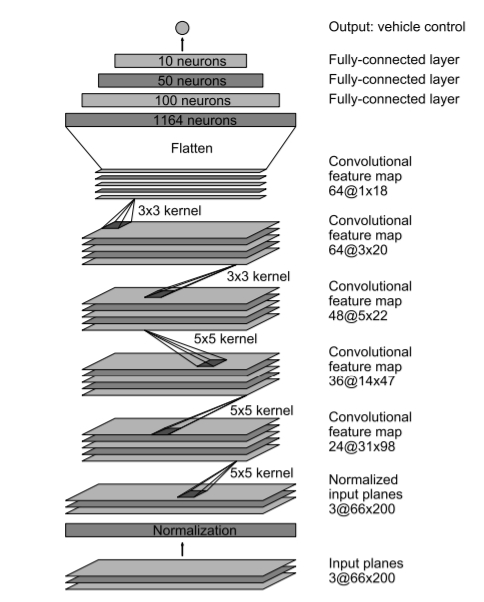 Output: vehicle control
10 neurons
Fully-connected layer
50 neurons
Fully-connected layer
100 neurons
Fully-connected layer
1164 neurons
Flatten
Convolutional
feature map
64@1x18
3x3 kernel
Convolutional
feature map
64@3x20
3x3 kernel
Convolutional
feature map
48@5x22
5x5 kernel
Convolutional
feature map
36@14x47
5x5 kernel
Convolutional
feature map
24@31x98
5x5 kernel
Normalized
input planes
3@66x200
Normalization
Input planes
3@66x200